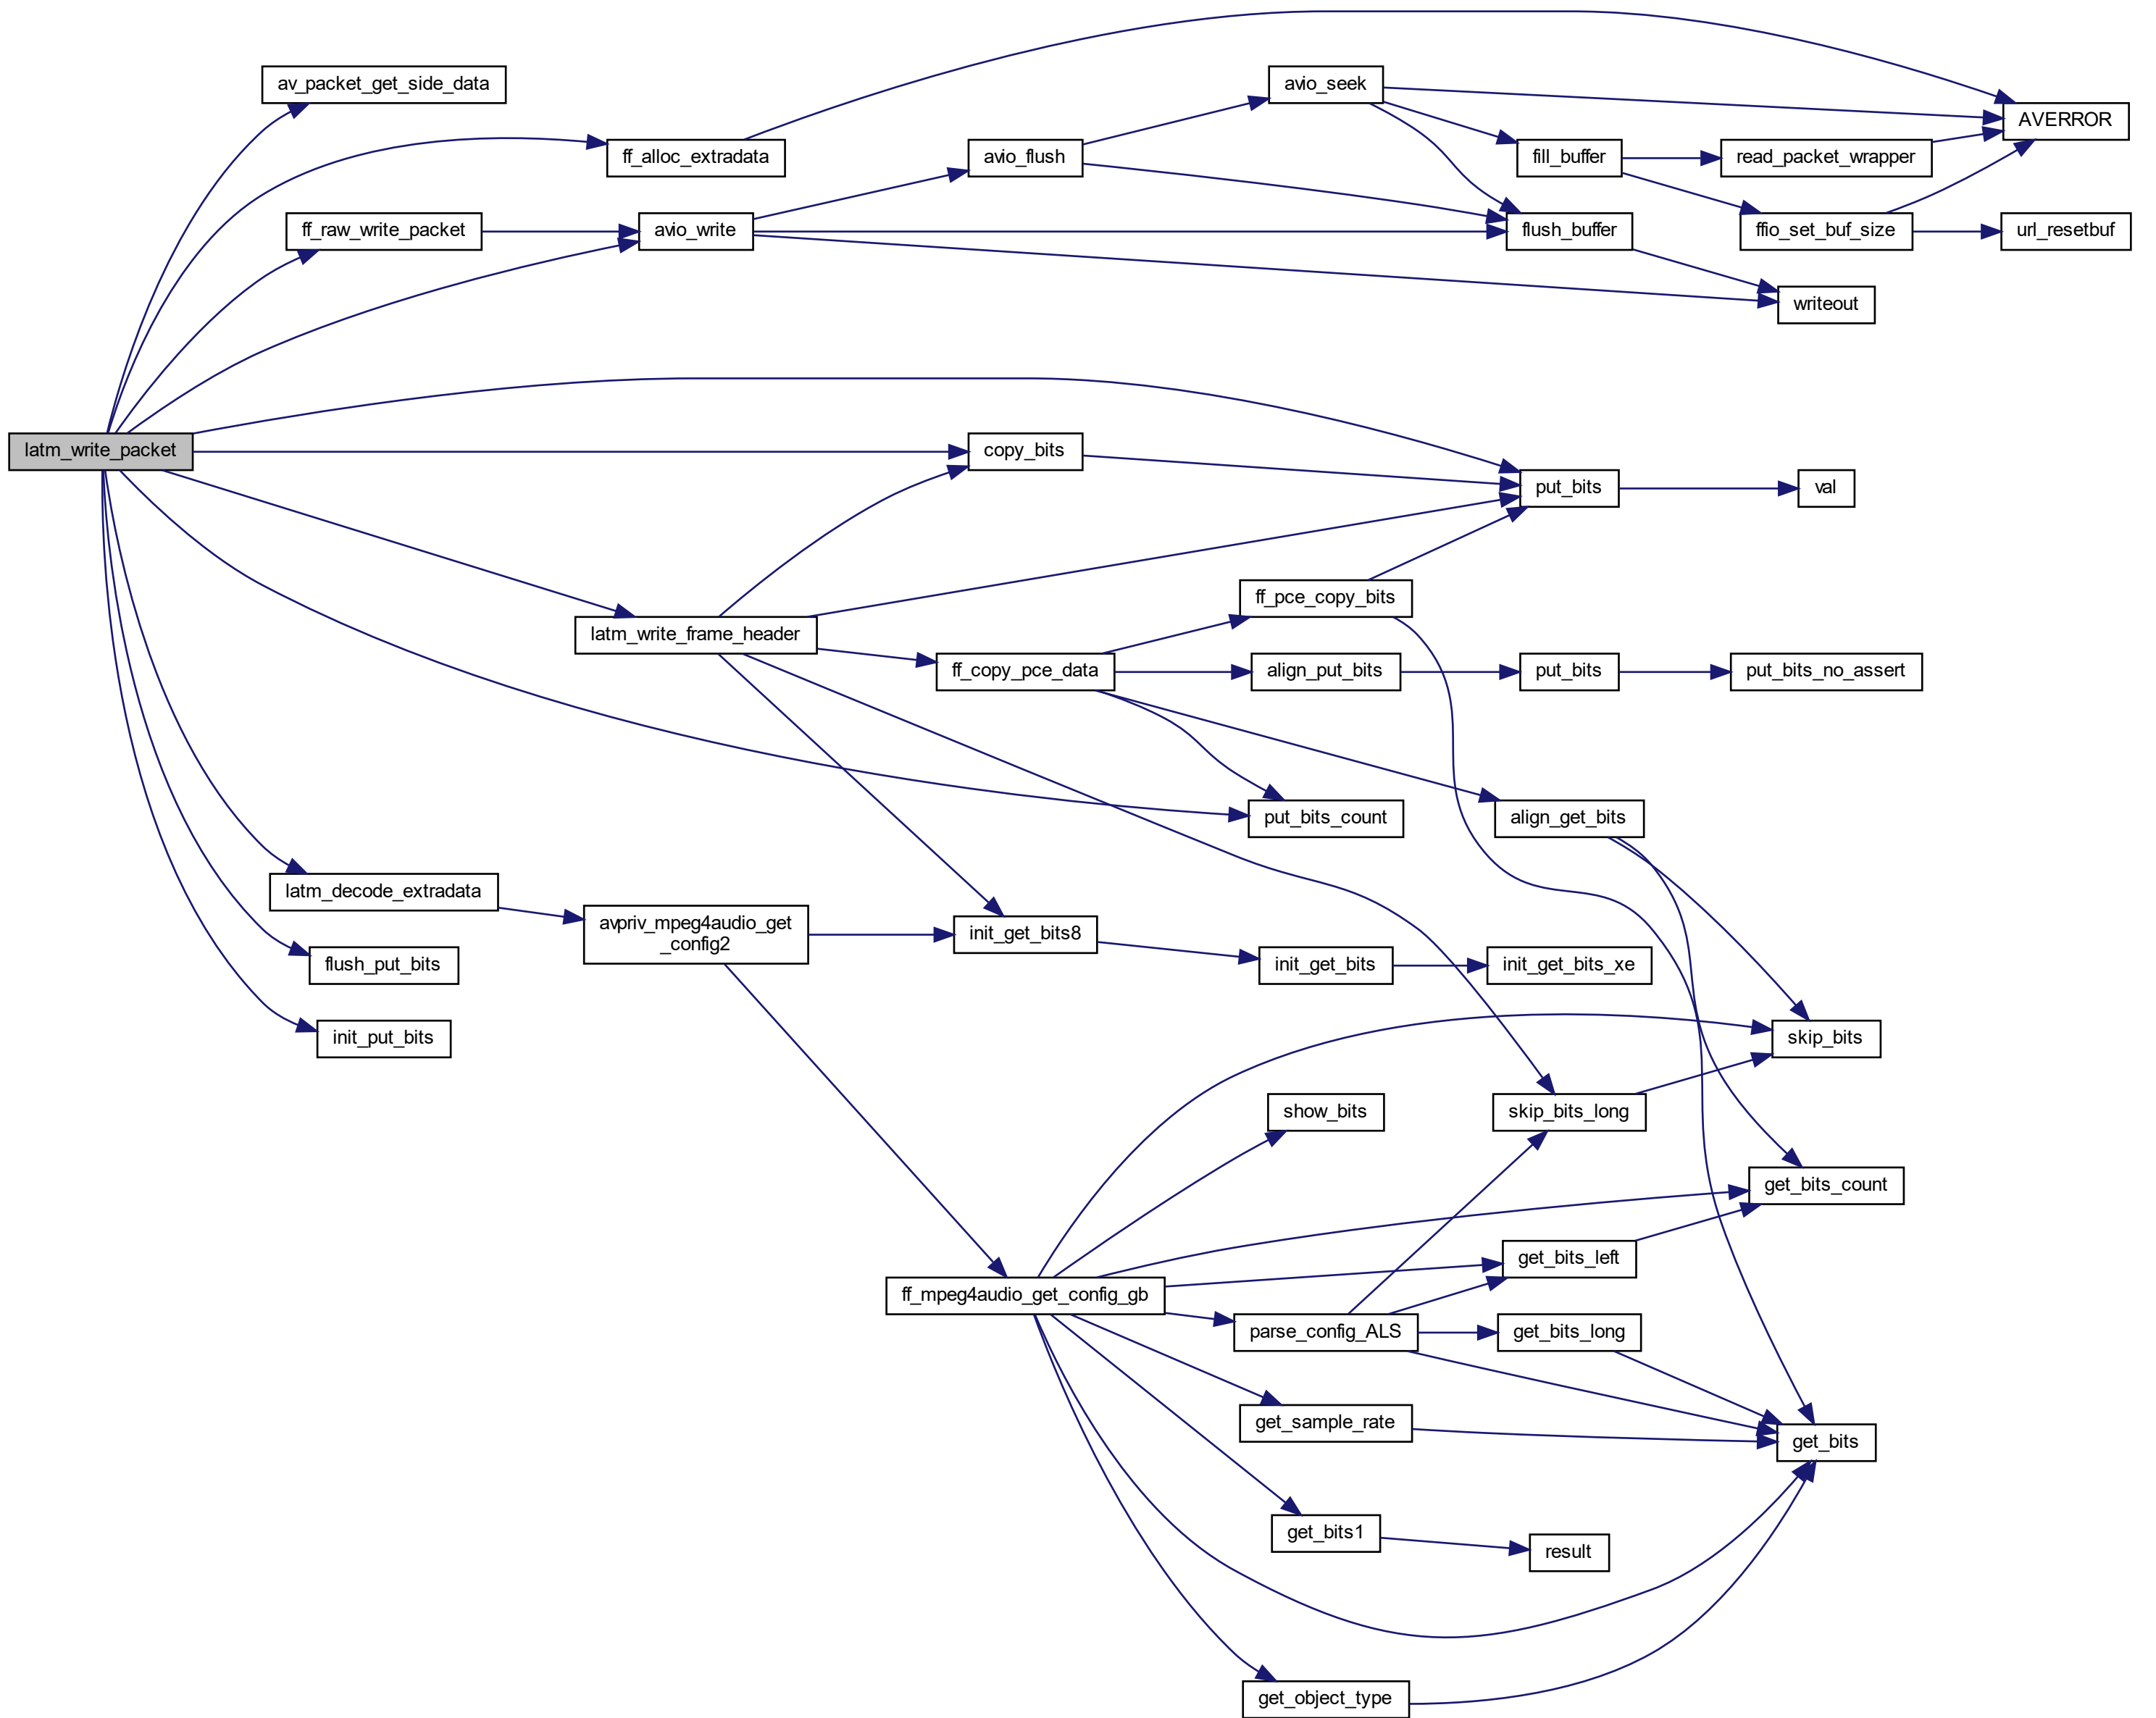 av_packet_get_side_data
avio_seek
AVERROR
ff_alloc_extradata
avio_flush
fill_buffer
read_packet_wrapper
ff_raw_write_packet
avio_write
flush_buffer
ffio_set_buf_size
url_resetbuf
writeout
latm_write_packet
copy_bits
put_bits
val
ff_pce_copy_bits
latm_write_frame_header
ff_copy_pce_data
align_put_bits
put_bits
put_bits_no_assert
put_bits_count
align_get_bits
latm_decode_extradata
avpriv_mpeg4audio_get
_config2
init_get_bits8
flush_put_bits
init_get_bits
init_get_bits_xe
init_put_bits
skip_bits
show_bits
skip_bits_long
get_bits_count
get_bits_left
ff_mpeg4audio_get_config_gb
parse_config_ALS
get_bits_long
get_sample_rate
get_bits
get_bits1
result
get_object_type